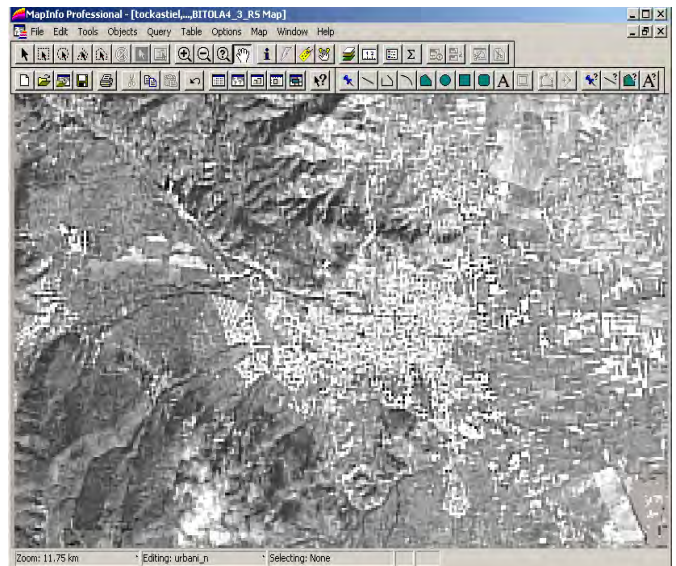 MapInfo Professional - [tockastiel,...,BITOLA4_3_R5 Map]
File Edit Tools Objects Query Table Options Map Window Help
Zoom: 11.75 km Editing: urbani_n Selecting: None